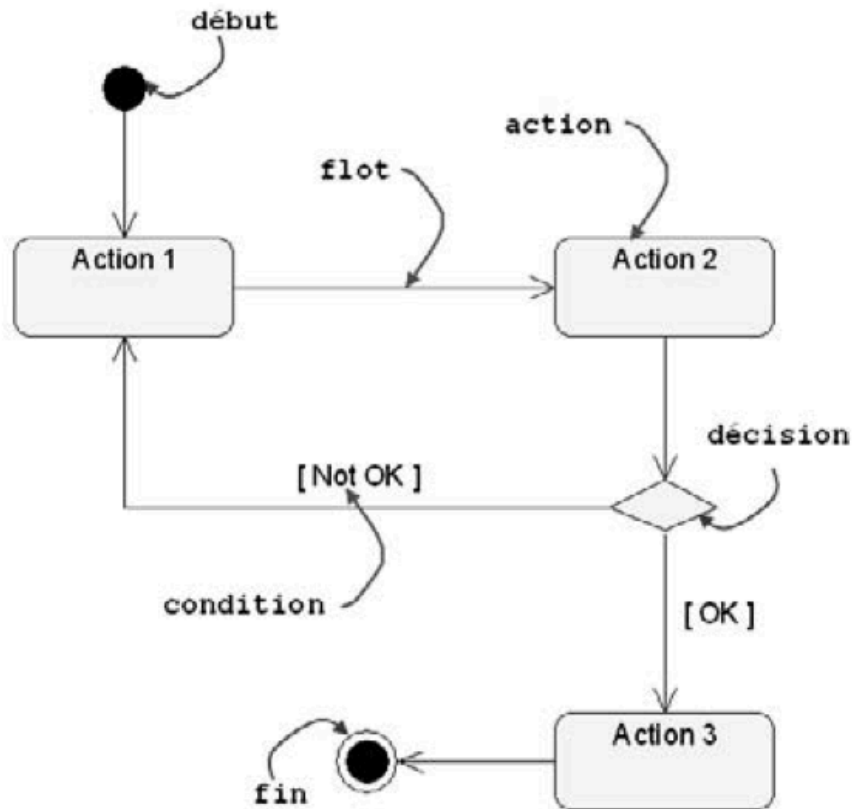 début
action
flot
Action 1
Action 2
décision
[ Not OK ]
condition
[ OK ]
Action 3
fin